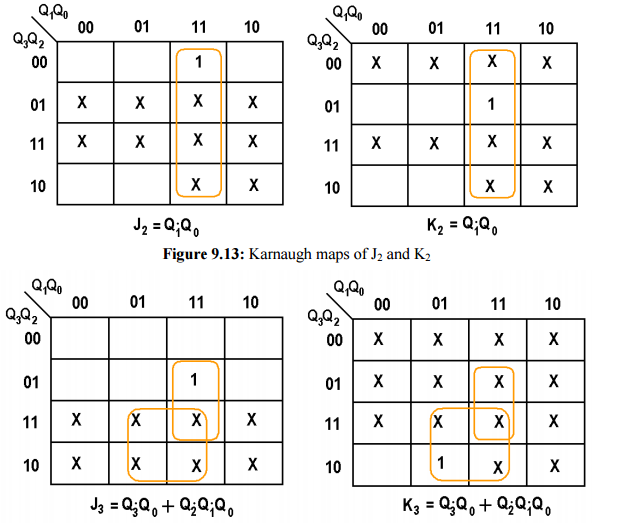 Q₁Q₀ Q₁Q₀
00 01 11 10 00 01 11 10
Q₃Q₂ Q₃Q₂
00 1 00 X X X X
01 X X X X 01 1
11 X X X X 11 X X X X
10 X X 10 X X
J₂ = Q₁Q₀ K₂ = Q₁Q₀
Figure 9.13: Karnaugh maps of J₂ and K₂
Q₁Q₀ Q₁Q₀
00 01 11 10 00 01 11 10
Q₃Q₂ Q₃Q₂
00 00 X X X X
01 1 01 X X X X
11 X X X X 11 X X X X
10 X X X X 10 1 X X
J₃ = Q₃Q₀ + Q₂Q₁Q₀ K₃ = Q₃Q₀ + Q₂Q₁Q₀